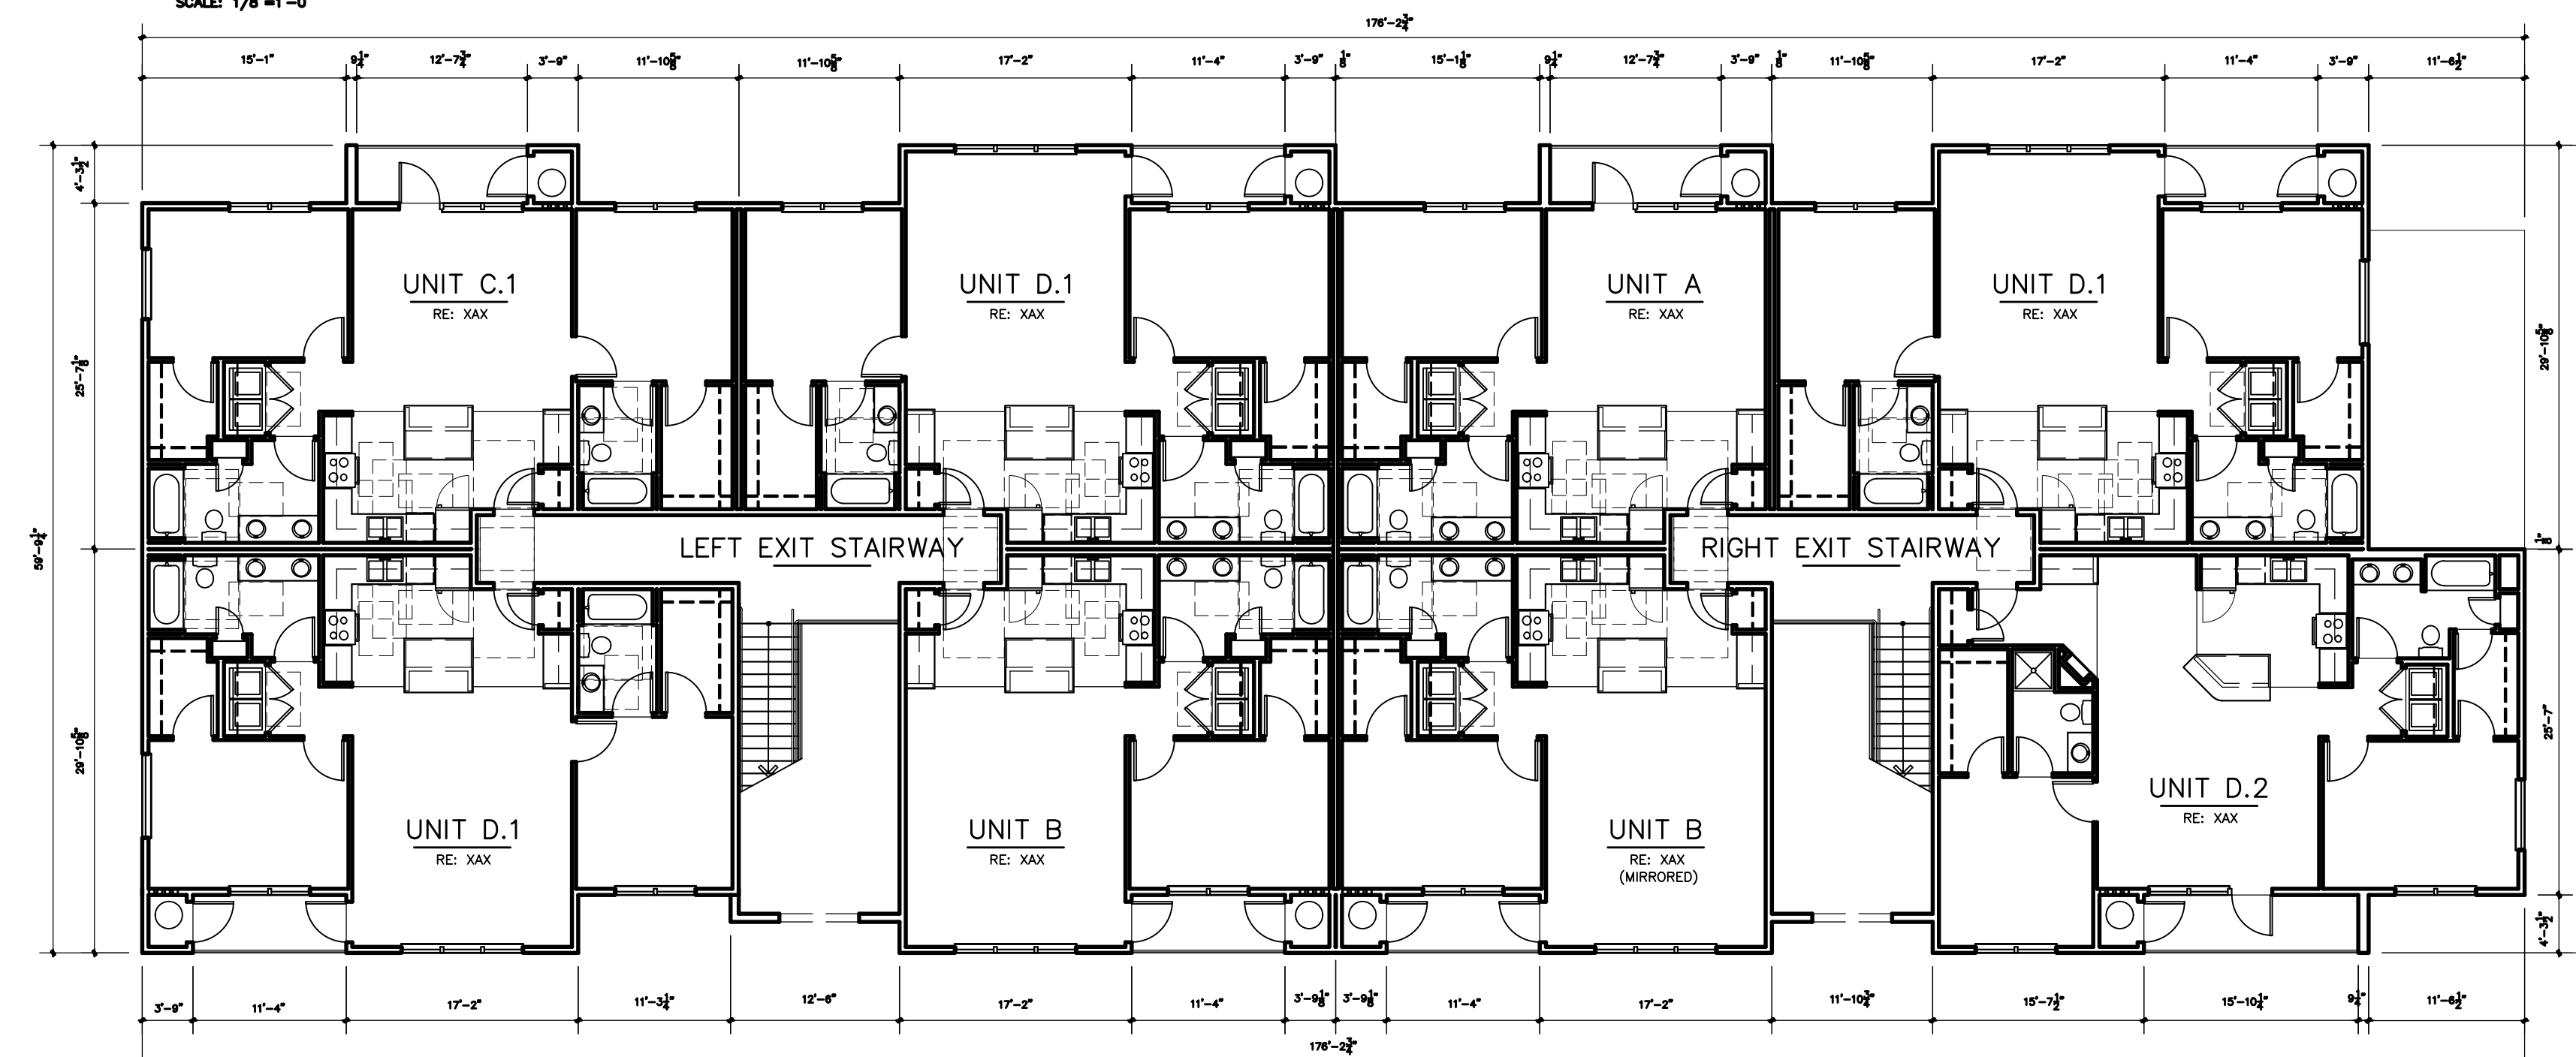 SCALE: 1/8"=1'-0"
176'-2 3/4"
15'-1" 9 1/4" 12'-7 3/4" 3'-9" 11'-10 5/8" 11'-10 5/8" 17'-2" 11'-4" 3'-9" 1/8" 15'-1 1/8" 9 1/4" 12'-7 3/4" 3'-9" 1/8" 11'-10 5/8" 17'-2" 11'-4" 3'-9" 11'-6 1/2"
4'-3 1/2"
UNIT C.1 UNIT D.1 UNIT A UNIT D.1
RE: XAX RE: XAX RE: XAX RE: XAX
25'-7 1/8" 29'-10 5/8"
59'-9 1/4" LEFT EXIT STAIRWAY RIGHT EXIT STAIRWAY
29'-10 5/8" 25'-7"
UNIT D.2
RE: XAX
UNIT D.1 UNIT B UNIT B
RE: XAX RE: XAX RE: XAX
(MIRRORED)
4'-3 1/2"
3'-9" 11'-4" 17'-2" 11'-3 1/4" 12'-6" 17'-2" 11'-4" 3'-9 1/8" 3'-9 1/8" 11'-4" 17'-2" 11'-10 3/4" 15'-7 1/2" 15'-10 1/4" 9 1/4" 11'-6 1/2"
176'-2 3/4"